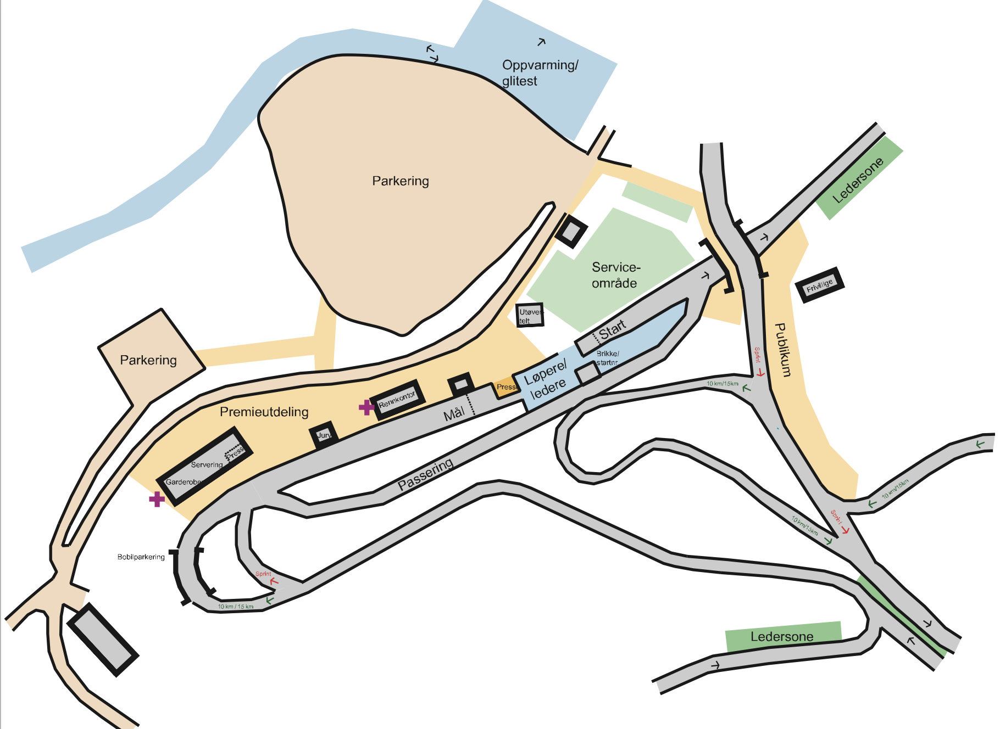 Oppvarming/
glitest
Parkering
Ledersone
Service-
område
Frivillige
Utøver
telt
Start
Publikum
Brikke/
startnr
Sprint
Parkering
Løpere/
ledere
10 km/15km
Presse
Rennkontor
Premieutdeling
Mål
Jury
Press
Servering
Garderober
Passering
10 km/15km
Sprint
10 km/15km
Bobilparkering
Sprint
10 km / 15 km
Ledersone